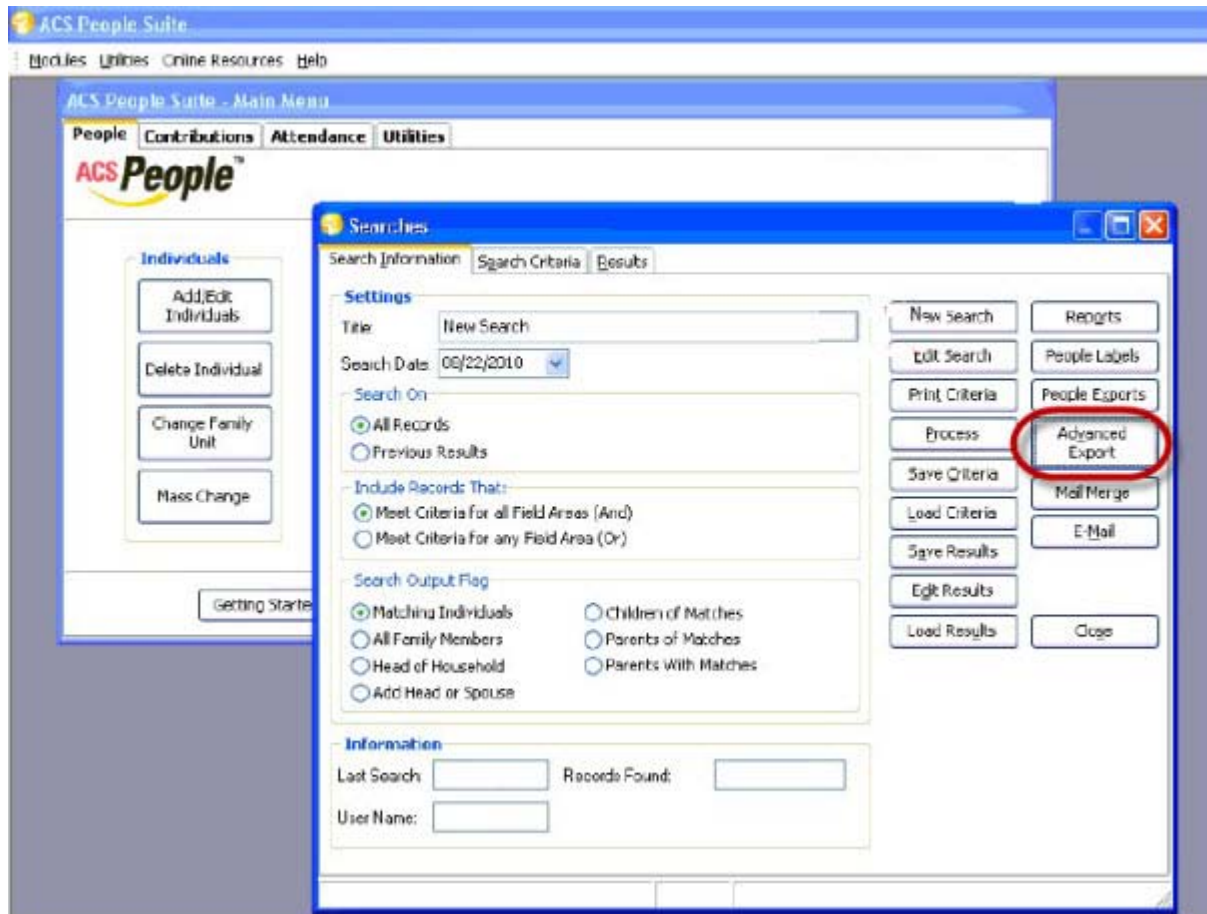 ACS People Suite
Modules Utilities Online Resources Help
ACS People Suite - Main Menu
People Contributions Attendance Utilities
ACS People™
Individuals
Add/Edit
Individuals
Delete Individual
Change Family
Unit
Mass Change
Getting Starte
Searches
Search Information Search Criteria Results
Settings
Title: New Search
Search Date: 08/22/2010
Search On
All Records
Previous Results
Include Records That:
Meet Criteria for all Field Areas (And)
Meet Criteria for any Field Area (Or)
Search Output Flag
Matching Individuals
All Family Members
Head of Household
Add Head or Spouse
Children of Matches
Parents of Matches
Parents With Matches
Information
Last Search: Records Found:
User Name:
New Search
Edit Search
Print Criteria
Process
Save Criteria
Load Criteria
Save Results
Edit Results
Load Results
Reports
People Labels
People Exports
Advanced
Export
Mail Merge
E-Mail
Close